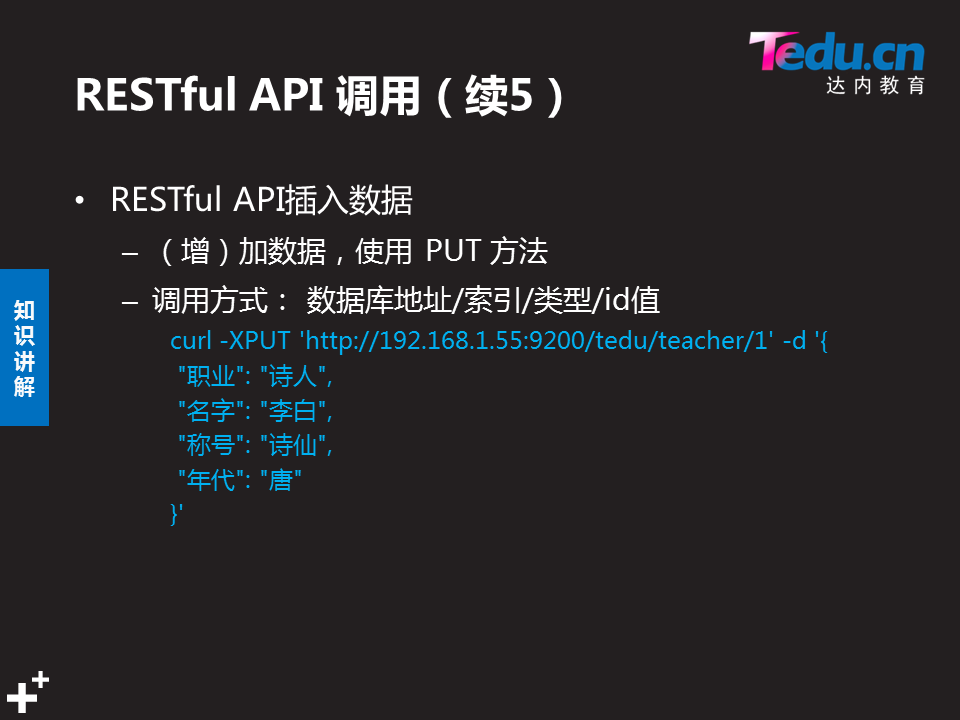 Tedu.cn
达内教育
RESTful API 调用（续5）
• RESTful API插入数据
– （增）加数据，使用 PUT 方法
– 调用方式： 数据库地址/索引/类型/id值
curl -XPUT 'http://192.168.1.55:9200/tedu/teacher/1' -d '{
"职业": "诗人",
"名字": "李白",
"称号": "诗仙",
"年代": "唐"
}'
知识讲解